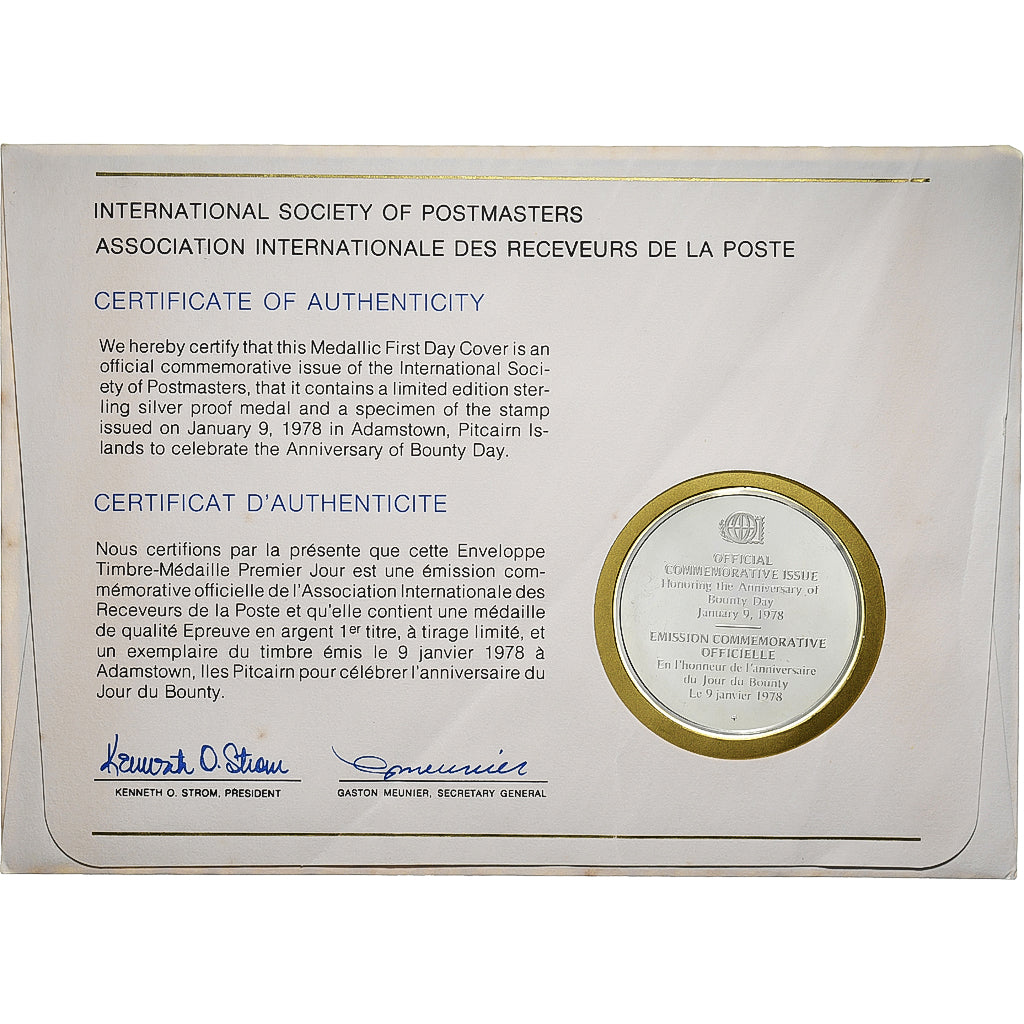 INTERNATIONAL SOCIETY OF POSTMASTERS
ASSOCIATION INTERNATIONALE DES RECEVEURS DE LA POSTE
CERTIFICATE OF AUTHENTICITY
We hereby certify that this Medallic First Day Cover is an
official commemorative issue of the International Soci-
ety of Postmasters, that it contains a limited edition ster-
ling silver proof medal and a specimen of the stamp
issued on January 9, 1978 in Adamstown, Pitcairn Is-
lands to celebrate the Anniversary of Bounty Day.
CERTIFICAT D'AUTHENTICITE
Nous certifions par la présente que cette Enveloppe
Timbre-Médaille Premier Jour est une émission com-
mémorative officielle de l'Association Internationale des
Receveurs de la Poste et qu'elle contient une médaille
de qualité Epreuve en argent 1er titre, à tirage limité, et
un exemplaire du timbre émis le 9 janvier 1978 à
Adamstown, Iles Pitcairn pour célébrer l'anniversaire du
Jour du Bounty.
Kenneth O. Strom
KENNETH O. STROM, PRESIDENT
G Meunier
GASTON MEUNIER, SECRETARY GENERAL
OFFICIAL
COMMEMORATIVE ISSUE
Honoring the Anniversary of
Bounty Day
January 9, 1978
EMISSION COMMEMORATIVE
OFFICIELLE
En l'honneur de l'anniversaire
du Jour du Bounty
Le 9 janvier 1978